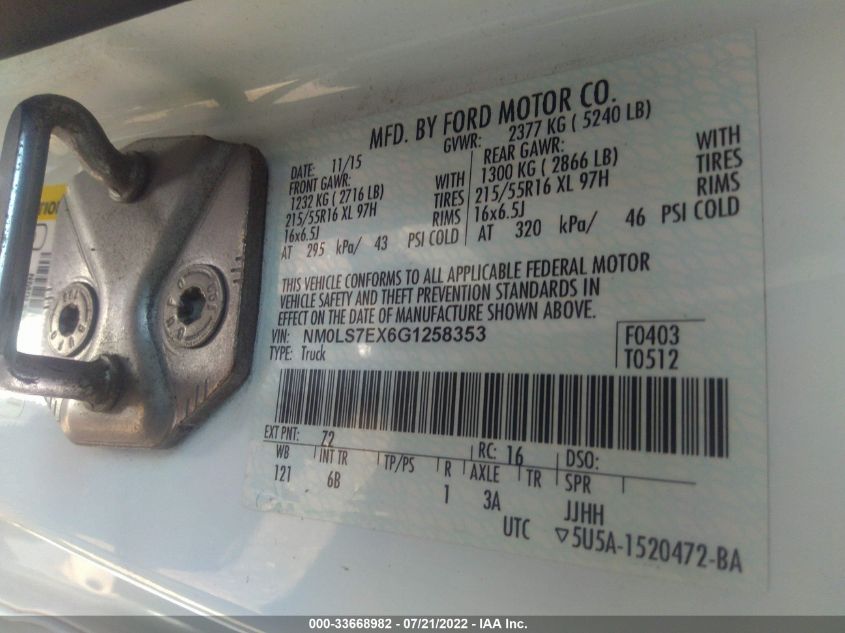 MFD. BY FORD MOTOR CO.
DATE: 11/15 GVWR: 2377 KG ( 5240 LB)
FRONT GAWR: REAR GAWR:
1232 KG ( 2716 LB) WITH 1300 KG ( 2866 LB) WITH
215/55R16 XL 97H TIRES 215/55R16 XL 97H TIRES
16x6.5J RIMS 16x6.5J RIMS
AT 295 kPa/ 43 PSI COLD AT 320 kPa/ 46 PSI COLD
THIS VEHICLE CONFORMS TO ALL APPLICABLE FEDERAL MOTOR
VEHICLE SAFETY AND THEFT PREVENTION STANDARDS IN
EFFECT ON THE DATE OF MANUFACTURE SHOWN ABOVE.
VIN: NM0LS7EX6G1258353 F0403
TYPE: Truck T0512
EXT PNT: Z2 RC: 16 DSO:
WB INT TR TP/PS R AXLE TR SPR
121 6B 1 3A JJHH
UTC ▽5U5A-1520472-BA
000-33668982 - 07/21/2022 - IAA Inc.